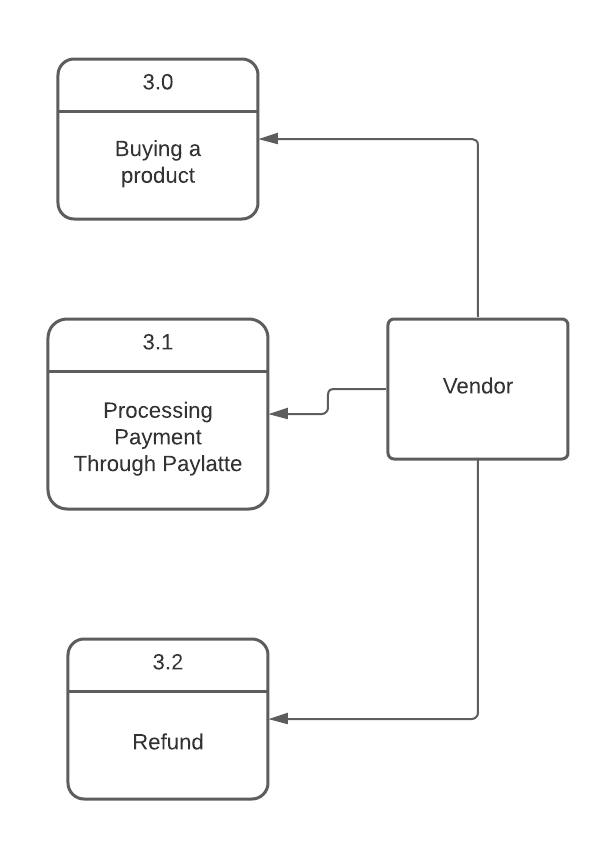 3.0
Buying a
product
3.1
Processing
Payment
Through Paylatte
Vendor
3.2
Refund